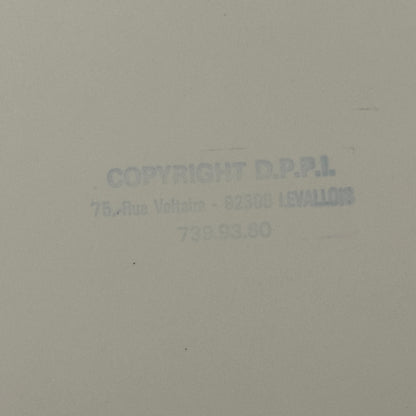 COPYRIGHT D.P.P.I.
75, Rue Voltaire - 92300 LEVALLOIS
739.93.60